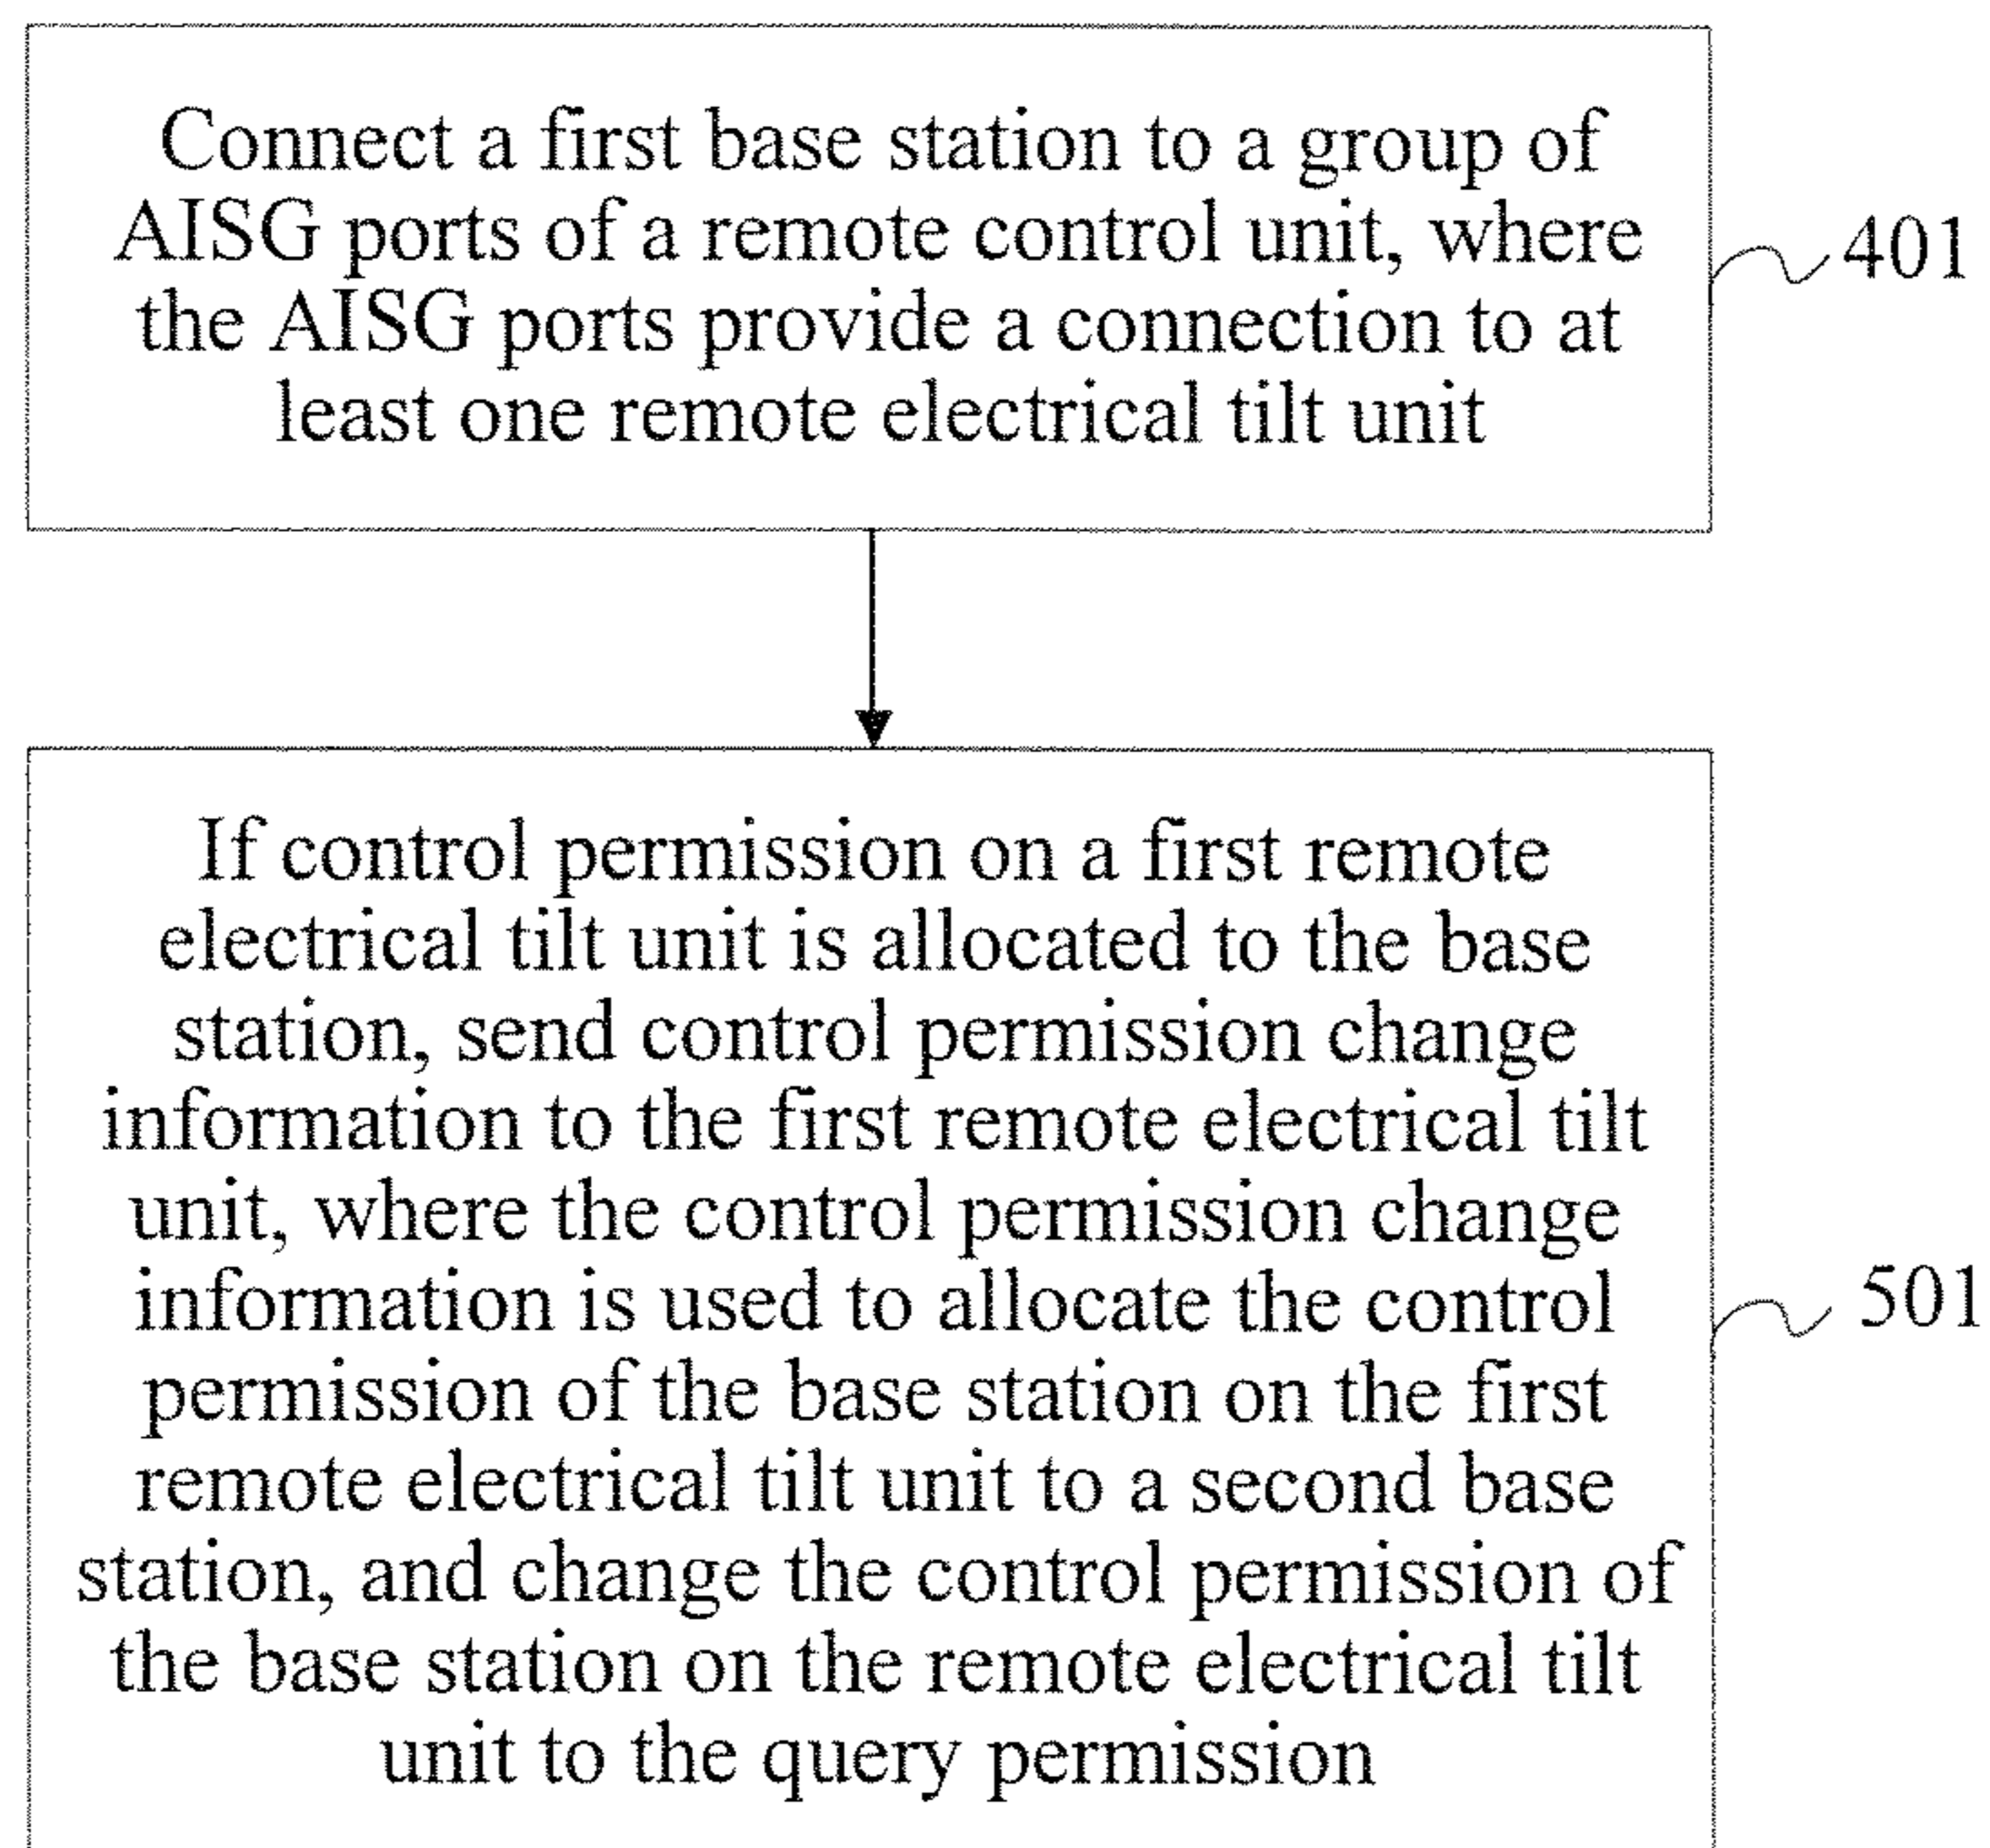 Connect a first base station to a group of
AISG ports of a remote control unit, where
the AISG ports provide a connection to at
least one remote electrical tilt unit
401
If control permission on a first remote
electrical tilt unit is allocated to the base
station, send control permission change
information to the first remote electrical tilt
unit, where the control permission change
information is used to allocate the control
permission of the base station on the first
remote electrical tilt unit to a second base
station, and change the control permission of
the base station on the remote electrical tilt
unit to the query permission
501